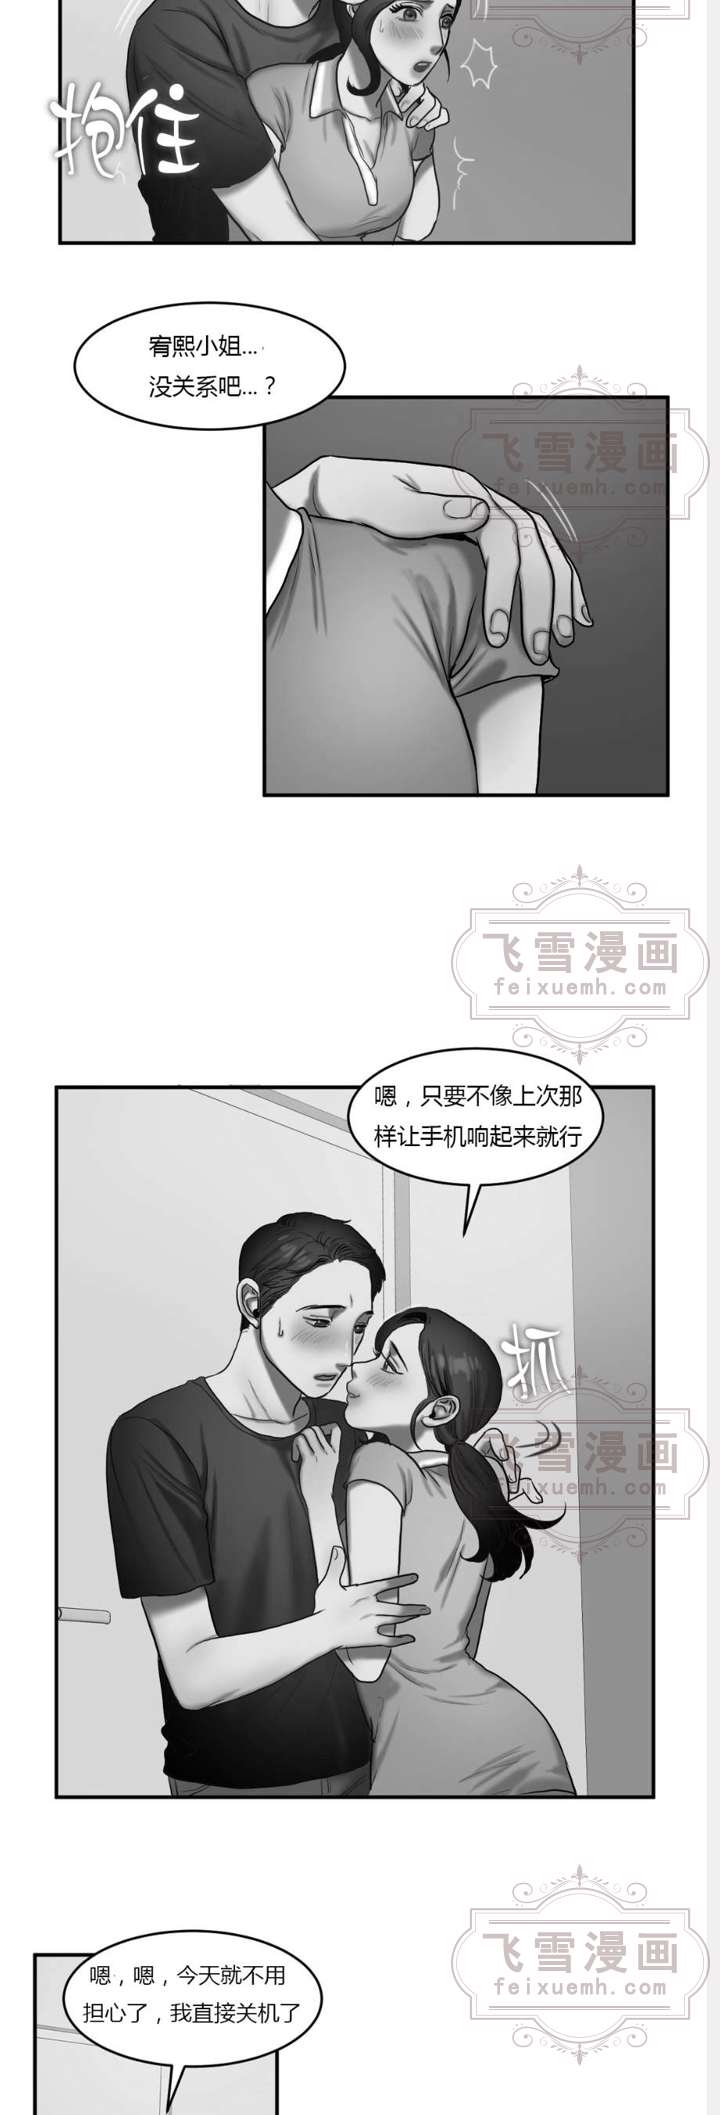 抱住
宥熙小姐...
没关系吧...？
飞雪漫画
feixuemh.com
飞雪漫画
feixuemh.com
嗯，只要不像上次那
样让手机响起来就行
抓
飞雪漫画
feixuemh.com
飞雪漫画
feixuemh.com
嗯，嗯，今天就不用
担心了，我直接关机了